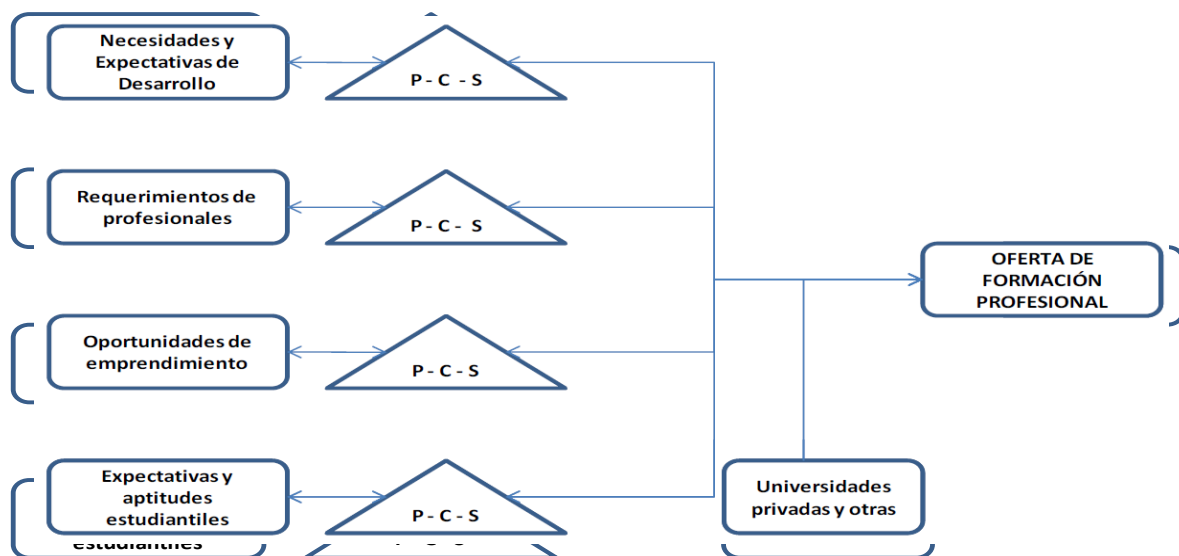 Necesidades y
Expectativas de
Desarrollo
P - C - S
Requerimientos de
profesionales
P - C - S
OFERTA DE
FORMACIÓN
PROFESIONAL
Oportunidades de
emprendimiento
P - C - S
Expectativas y
aptitudes
estudiantiles
P - C - S
Universidades
privadas y otras
estudiantiles